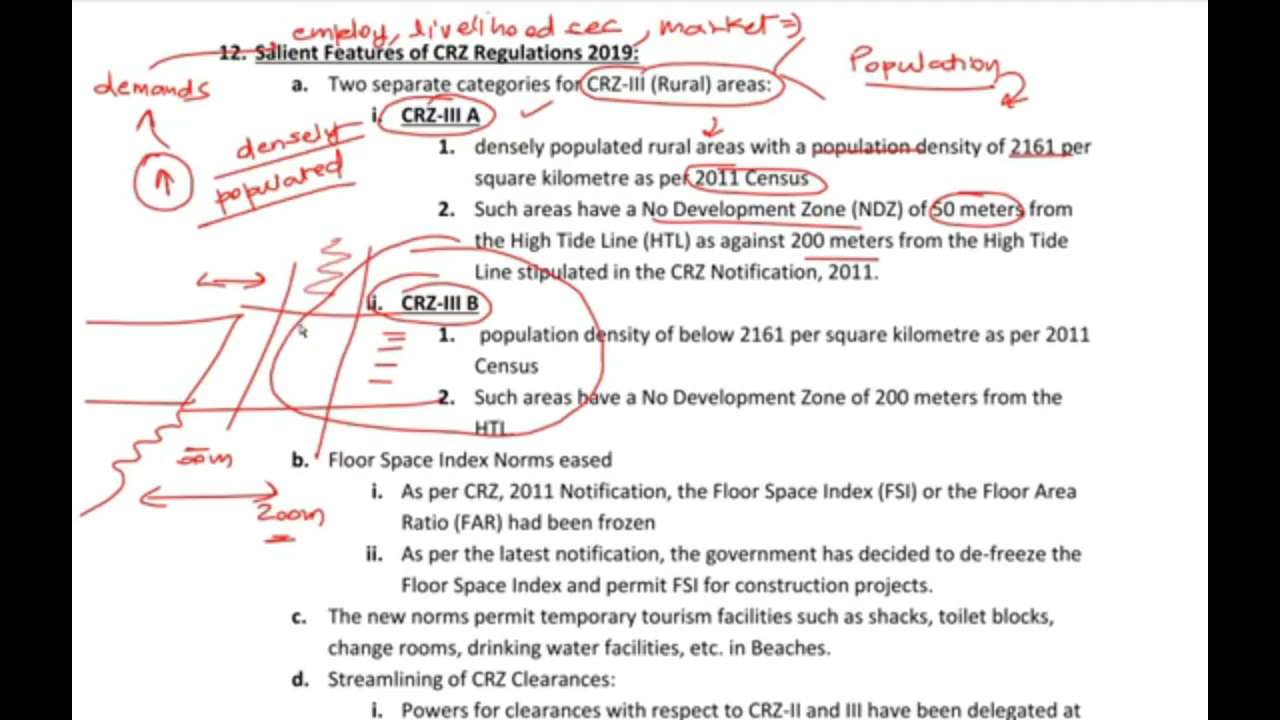 employ, livelihood sec, market =>
12. Salient Features of CRZ Regulations 2019:
Population
demands
a. Two separate categories for CRZ-III (Rural) areas:
i. CRZ-III A
densely
populated
1. densely populated rural areas with a population density of 2161 per
square kilometre as per 2011 Census
2. Such areas have a No Development Zone (NDZ) of 50 meters from
the High Tide Line (HTL) as against 200 meters from the High Tide
Line stipulated in the CRZ Notification, 2011.
ii. CRZ-III B
1. population density of below 2161 per square kilometre as per 2011
Census
2. Such areas have a No Development Zone of 200 meters from the
HTL
b. Floor Space Index Norms eased
i. As per CRZ, 2011 Notification, the Floor Space Index (FSI) or the Floor Area
Ratio (FAR) had been frozen
200m
ii. As per the latest notification, the government has decided to de-freeze the
Floor Space Index and permit FSI for construction projects.
c. The new norms permit temporary tourism facilities such as shacks, toilet blocks,
change rooms, drinking water facilities, etc. in Beaches.
d. Streamlining of CRZ Clearances:
i. Powers for clearances with respect to CRZ-II and III have been delegated at